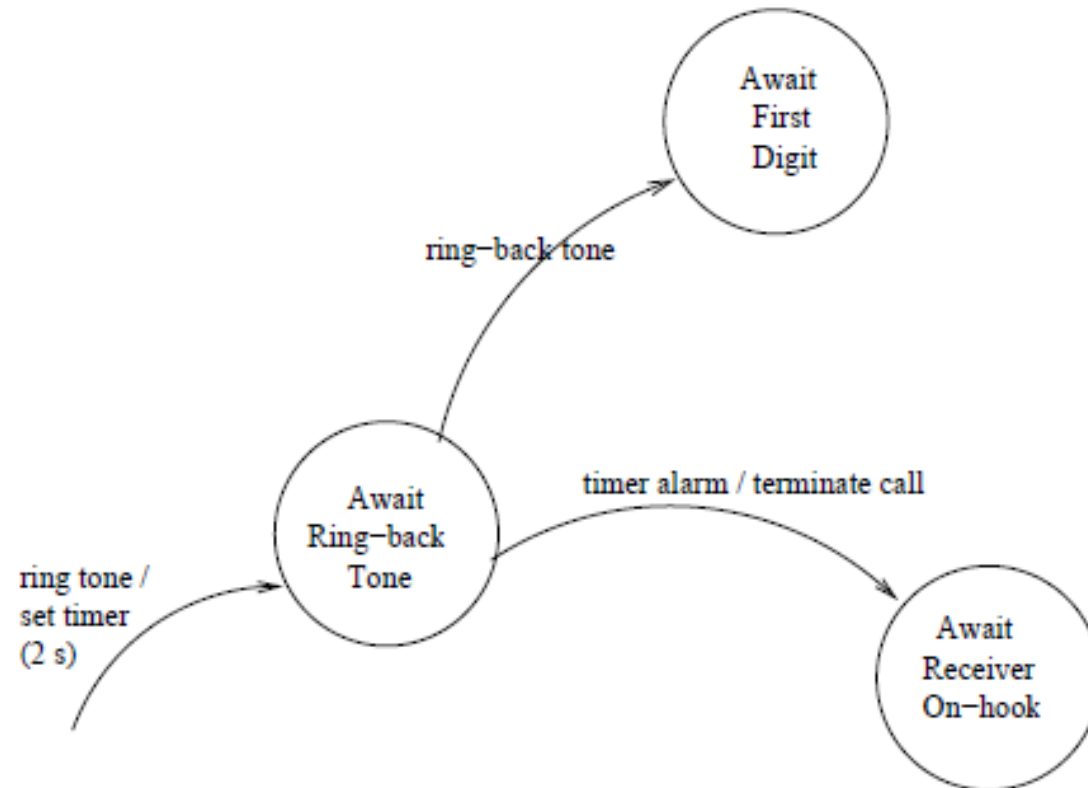 Await
First
Digit
ring−back tone
timer alarm / terminate call
Await
Ring−back
Tone
ring tone /
set timer
(2 s)
Await
Receiver
On−hook